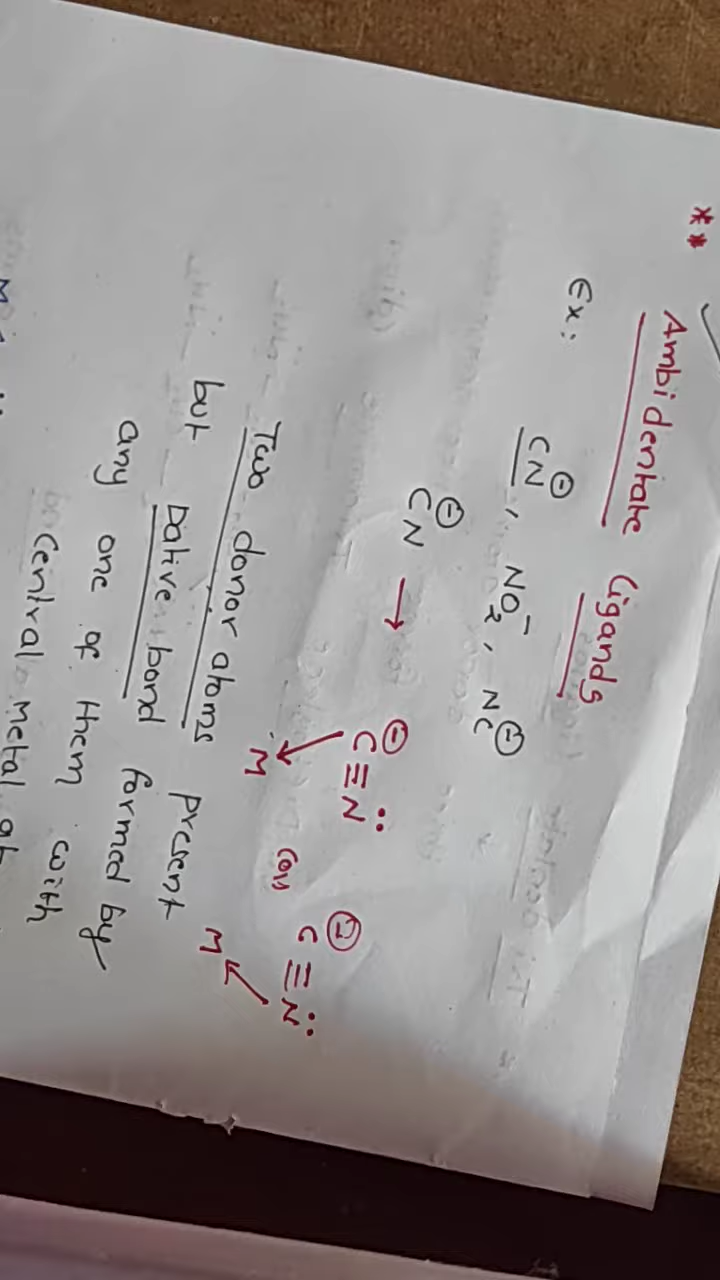 ** Ambidentate ligands
Ex: CN⊖, NO2-, NC⊖
CN⊖ → ⊖C≡N: (or) ⊖C≡N:
M M
Two donor atoms present
but Dative bond formed by
any one of them with
Central metal at